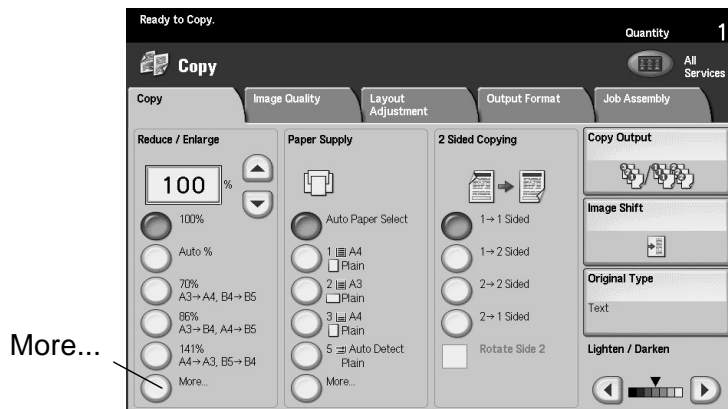 Ready to Copy.
Quantity 1
Copy
All
Services
Copy
Image Quality
Layout
Adjustment
Output Format
Job Assembly
Reduce / Enlarge
100 %
100%
Auto %
70%
A3→A4, B4→B5
86%
A3→B4, A4→B5
141%
A4→A3, B5→B4
More...
Paper Supply
Auto Paper Select
1 A4
Plain
2 A3
Plain
3 A4
Plain
5 Auto Detect
Plain
More...
2 Sided Copying
1→1 Sided
1→2 Sided
2→2 Sided
2→1 Sided
Rotate Side 2
Copy Output
Image Shift
Original Type
Text
Lighten / Darken
More...